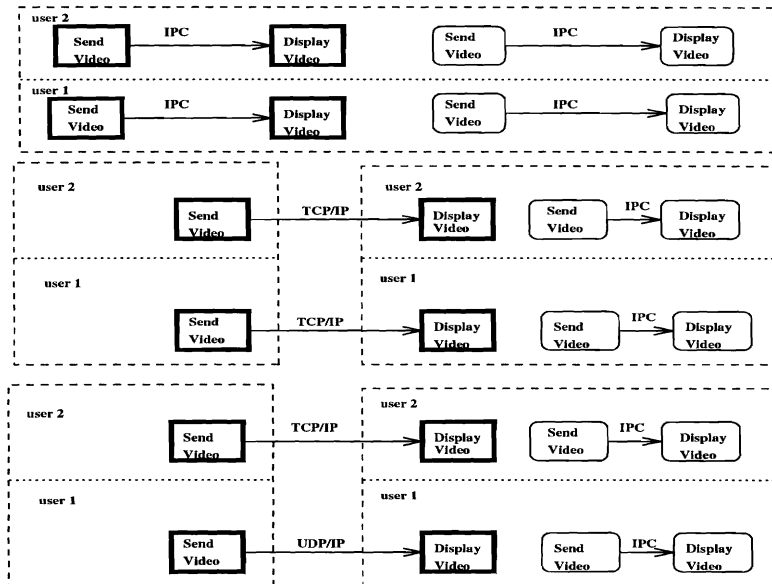 user 2
Send
Video
IPC
Display
Video
Send
Video
IPC
Display
Video
user 1
Send
Video
IPC
Display
Video
Send
Video
IPC
Display
Video
user 2
Send
Video
TCP/IP
user 2
Display
Video
Send
Video
IPC
Display
Video
user 1
Send
Video
TCP/IP
user 1
Display
Video
Send
Video
IPC
Display
Video
user 2
Send
Video
TCP/IP
user 2
Display
Video
Send
Video
IPC
Display
Video
user 1
Send
Video
UDP/IP
user 1
Display
Video
Send
Video
IPC
Display
Video